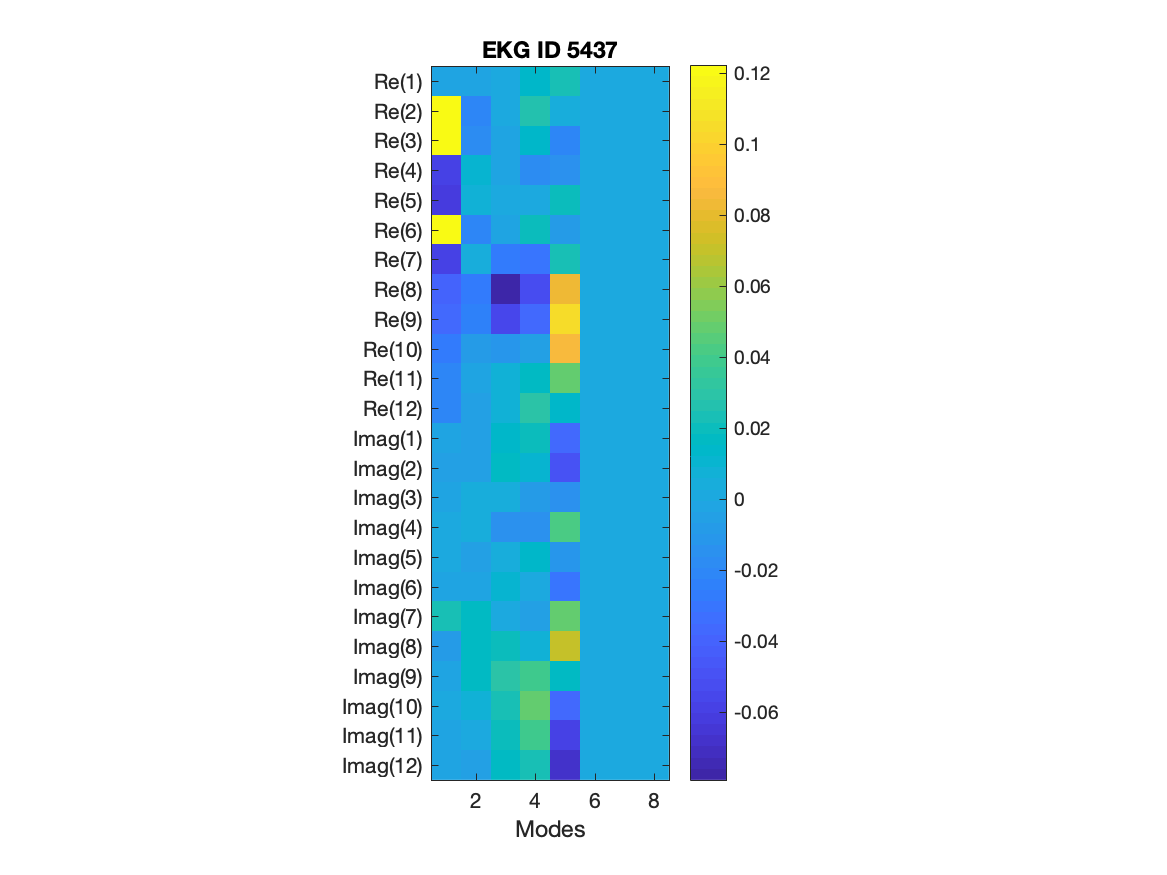 EKG ID 5437
Re(1)
Re(2)
Re(3)
Re(4)
Re(5)
Re(6)
Re(7)
Re(8)
Re(9)
Re(10)
Re(11)
Re(12)
Imag(1)
Imag(2)
Imag(3)
Imag(4)
Imag(5)
Imag(6)
Imag(7)
Imag(8)
Imag(9)
Imag(10)
Imag(11)
Imag(12)
2 4 6 8
Modes
0.12
0.1
0.08
0.06
0.04
0.02
0
-0.02
-0.04
-0.06